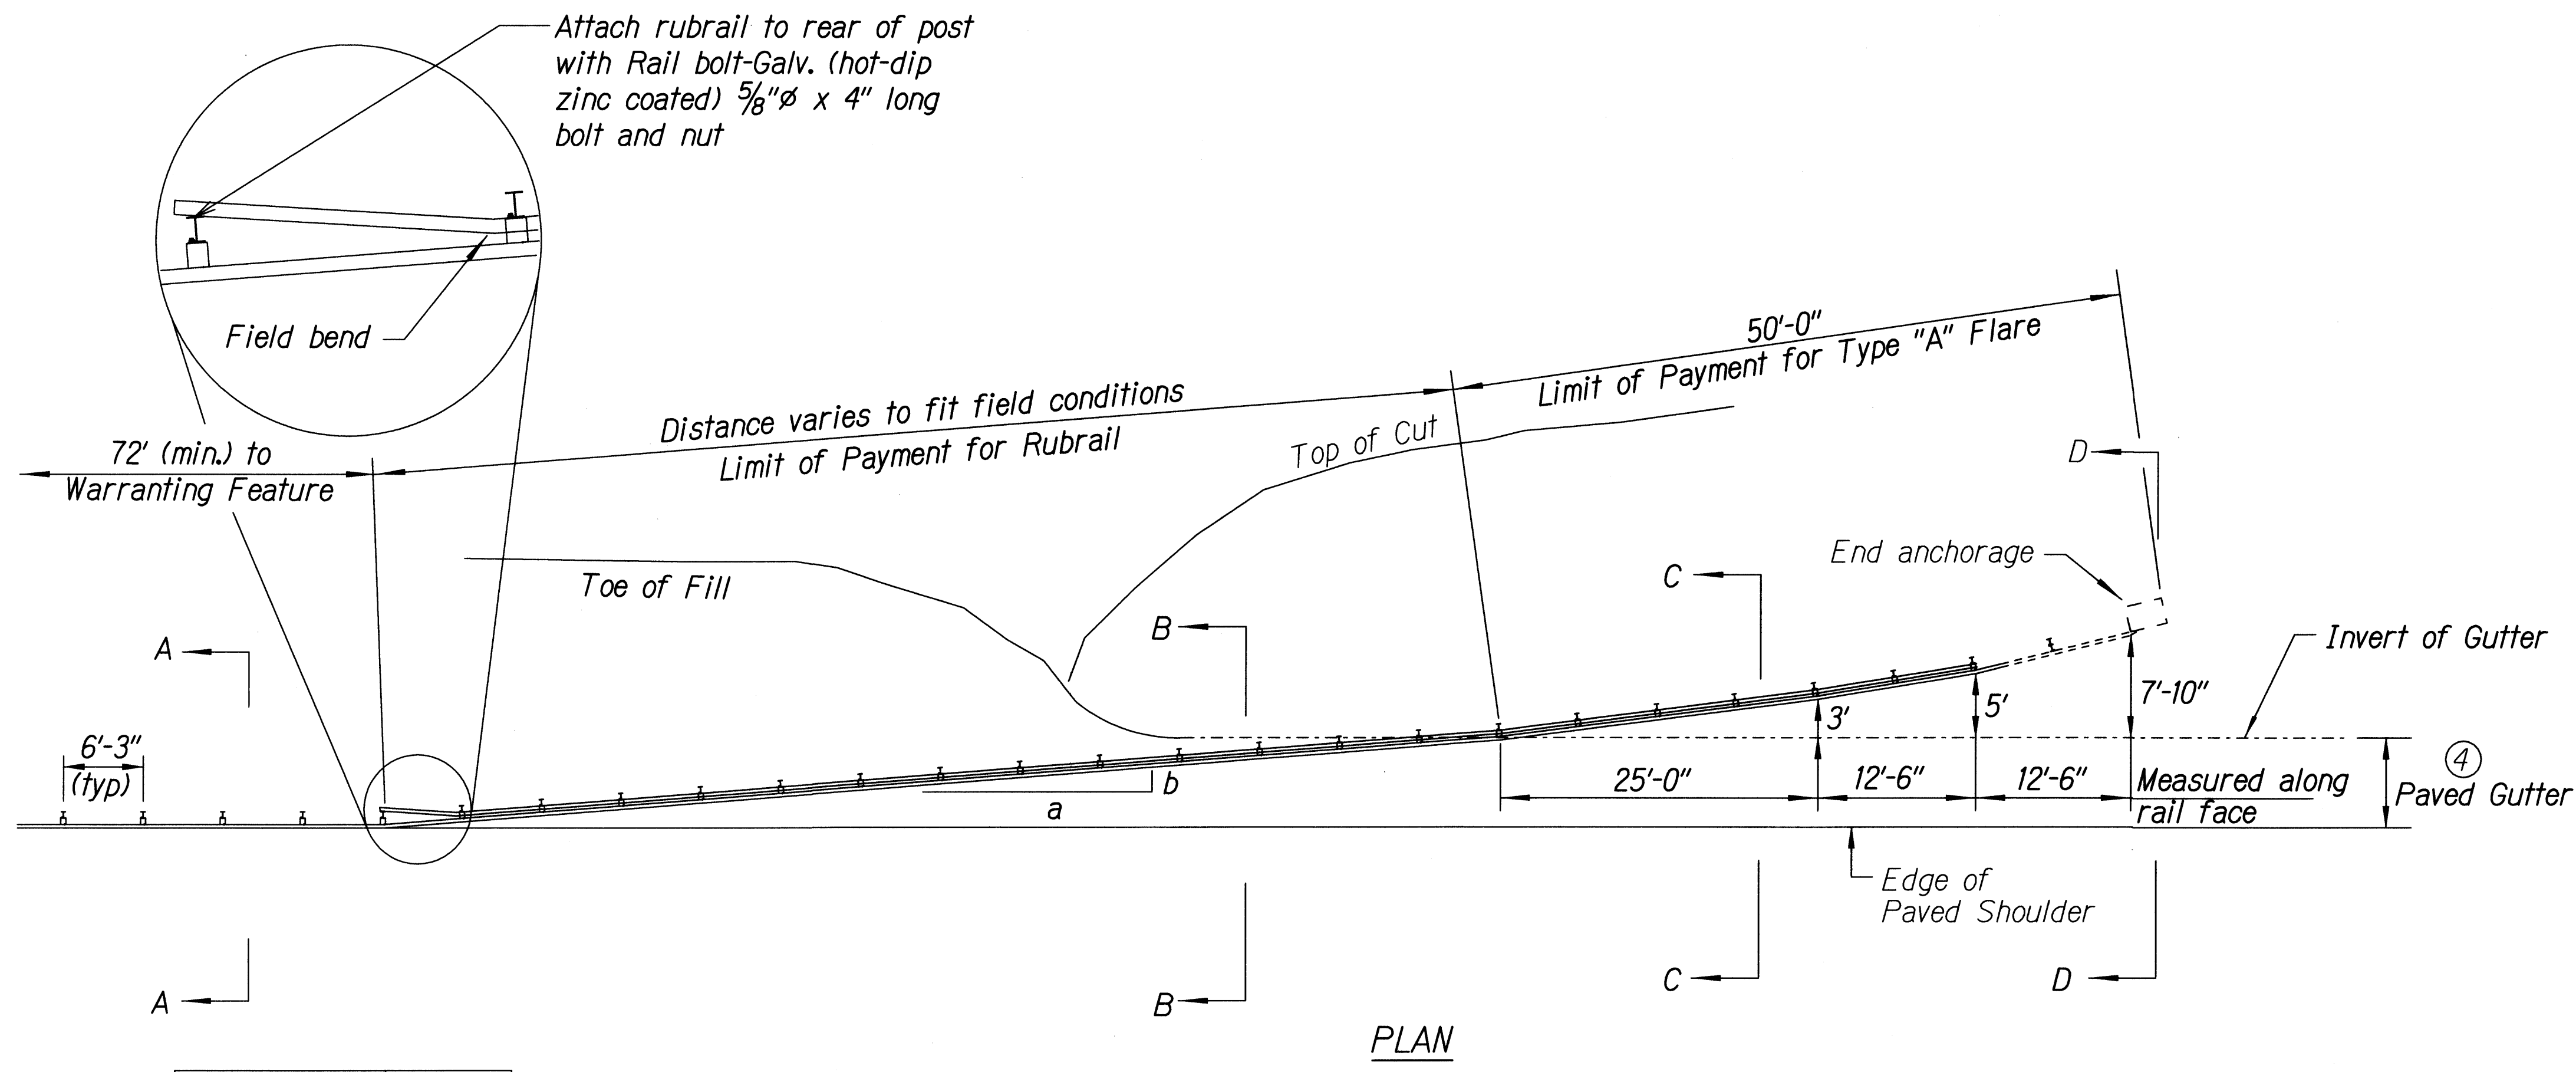 Attach rubrail to rear of post
with Rail bolt-Galv. (hot-dip
zinc coated) 5/8"ø x 4" long
bolt and nut
Field bend
50'-0"
Limit of Payment for Type "A" Flare
Distance varies to fit field conditions
Limit of Payment for Rubrail
Top of Cut
72' (min.) to
Warranting Feature
D
End anchorage
C
Toe of Fill
B
A
Invert of Gutter
7'-10"
5'
3'
6'-3"
(typ)
b
a
25'-0"
12'-6"
12'-6"
Measured along
rail face
4
Paved Gutter
Edge of
Paved Shoulder
A
B
C
D
PLAN